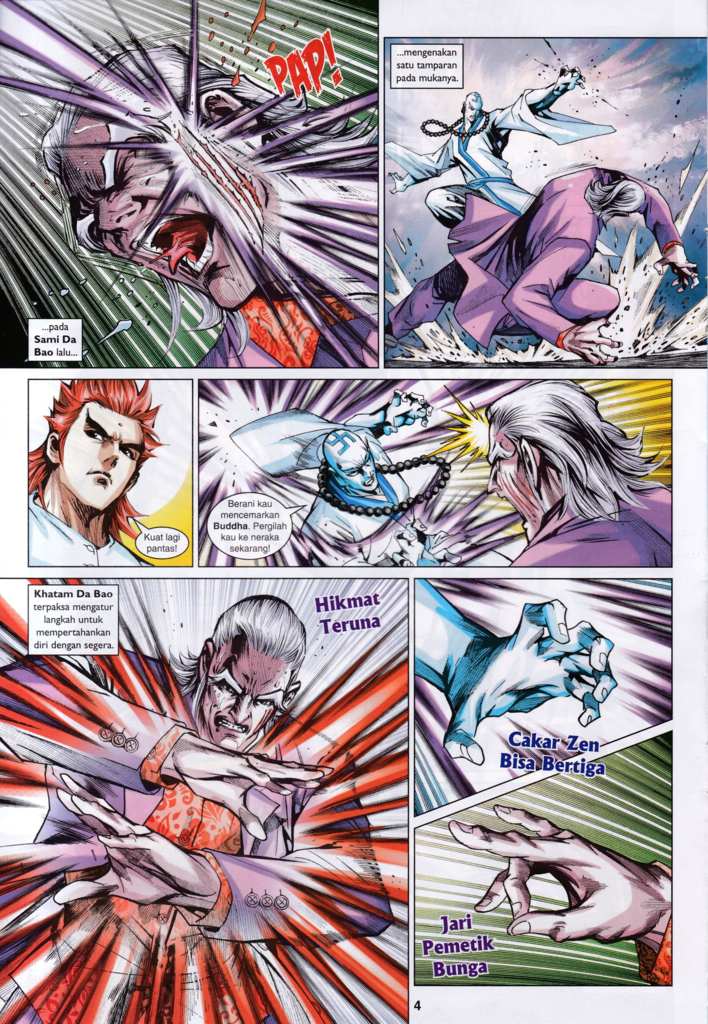 PAP!
...pada
Sami Da
Bao lalu...
...mengenakan
satu tamparan
pada mukanya.
Kuat lagi
pantas!
Berani kau
mencemarkan
Buddha. Pergilah
kau ke neraka
sekarang!
Khatam Da Bao
terpaksa mengatur
langkah untuk
mempertahankan
diri dengan segera.
Hikmat
Teruna
Cakar Zen
Bisa Bertiga
Jari
Pemetik
Bunga
4